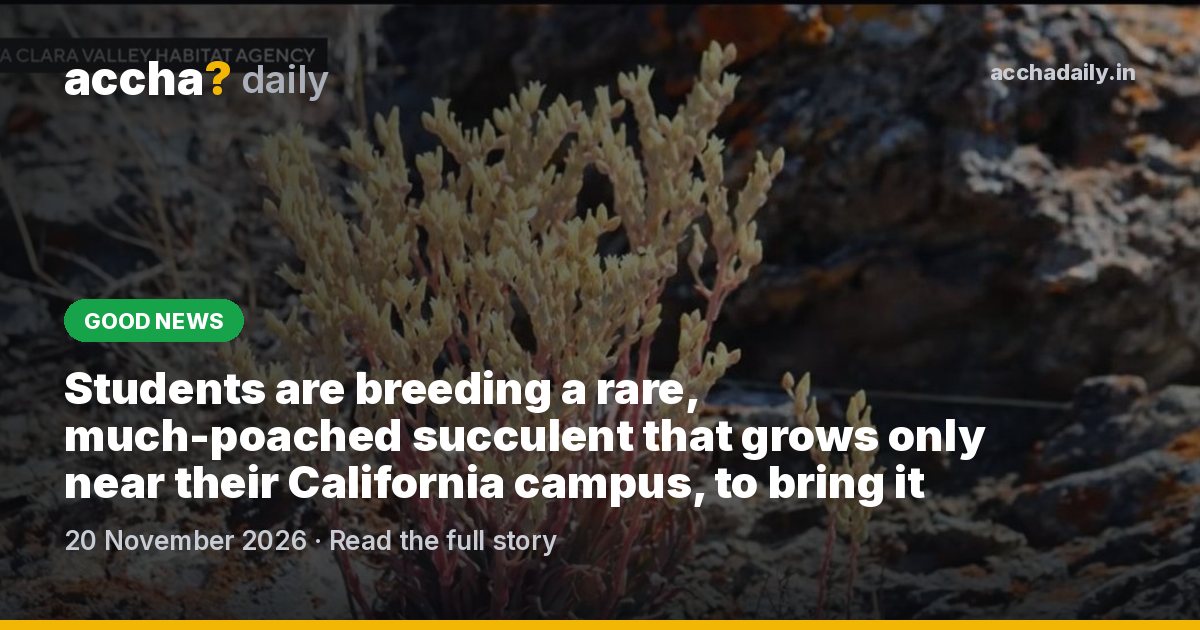 A CLARA VALLEY HABITAT AGENCY
accha? daily
acchadaily.in
GOOD NEWS
Students are breeding a rare,
much-poached succulent that grows only
near their California campus, to bring it
20 November 2026 · Read the full story